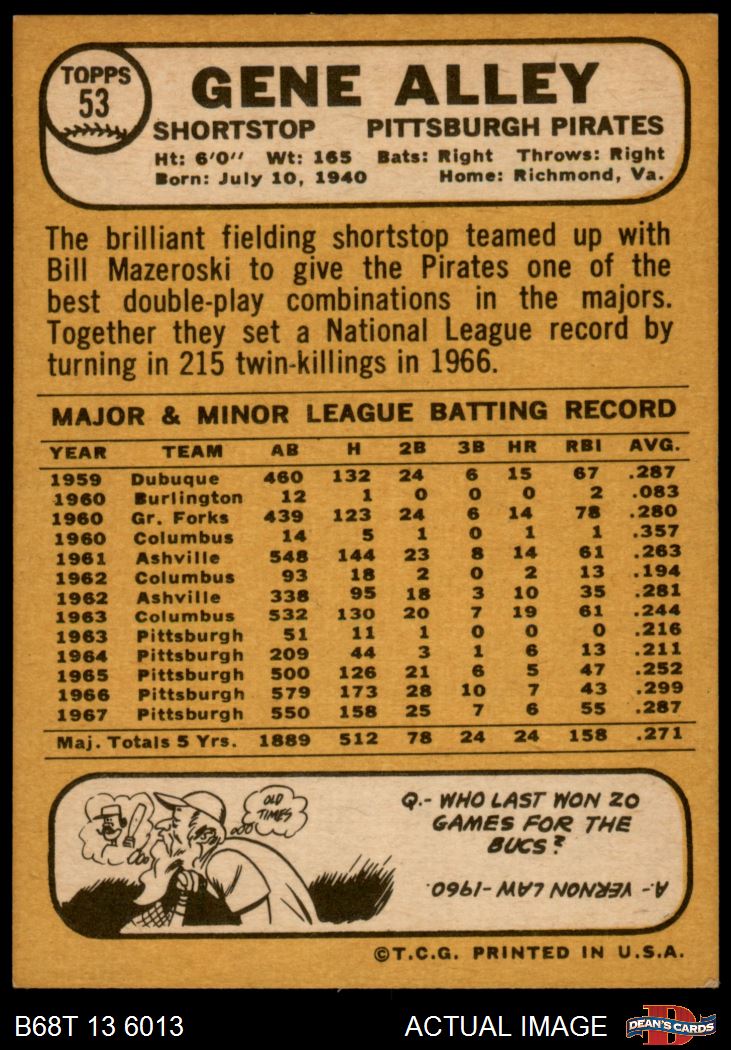 TOPPS
53
GENE ALLEY
SHORTSTOP PITTSBURGH PIRATES
Ht: 6'0'' Wt: 165 Bats: Right Throws: Right
Born: July 10, 1940 Home: Richmond, Va.
The brilliant fielding shortstop teamed up with
Bill Mazeroski to give the Pirates one of the
best double-play combinations in the majors.
Together they set a National League record by
turning in 215 twin-killings in 1966.
MAJOR & MINOR LEAGUE BATTING RECORD
YEAR TEAM AB H 2B 3B HR RBI AVG.
1959 Dubuque 460 132 24 6 15 67 .287
1960 Burlington 12 1 0 0 0 2 .083
1960 Gr. Forks 439 123 24 6 14 78 .280
1960 Columbus 14 5 1 0 1 1 .357
1961 Ashville 548 144 23 8 14 61 .263
1962 Columbus 93 18 2 0 2 13 .194
1962 Ashville 338 95 18 3 10 35 .281
1963 Columbus 532 130 20 7 19 61 .244
1963 Pittsburgh 51 11 1 0 0 0 .216
1964 Pittsburgh 209 44 3 1 6 13 .211
1965 Pittsburgh 500 126 21 6 5 47 .252
1966 Pittsburgh 579 173 28 10 7 43 .299
1967 Pittsburgh 550 158 25 7 6 55 .287
Maj. Totals 5 Yrs. 1889 512 78 24 24 158 .271
OLD
TIMES
Q.- WHO LAST WON 20
GAMES FOR THE
BUCS?
A.- VERNON LAW -1960.
©T.C.G. PRINTED IN U.S.A.
B68T 13 6013 ACTUAL IMAGE
D
DEAN'S CARDS